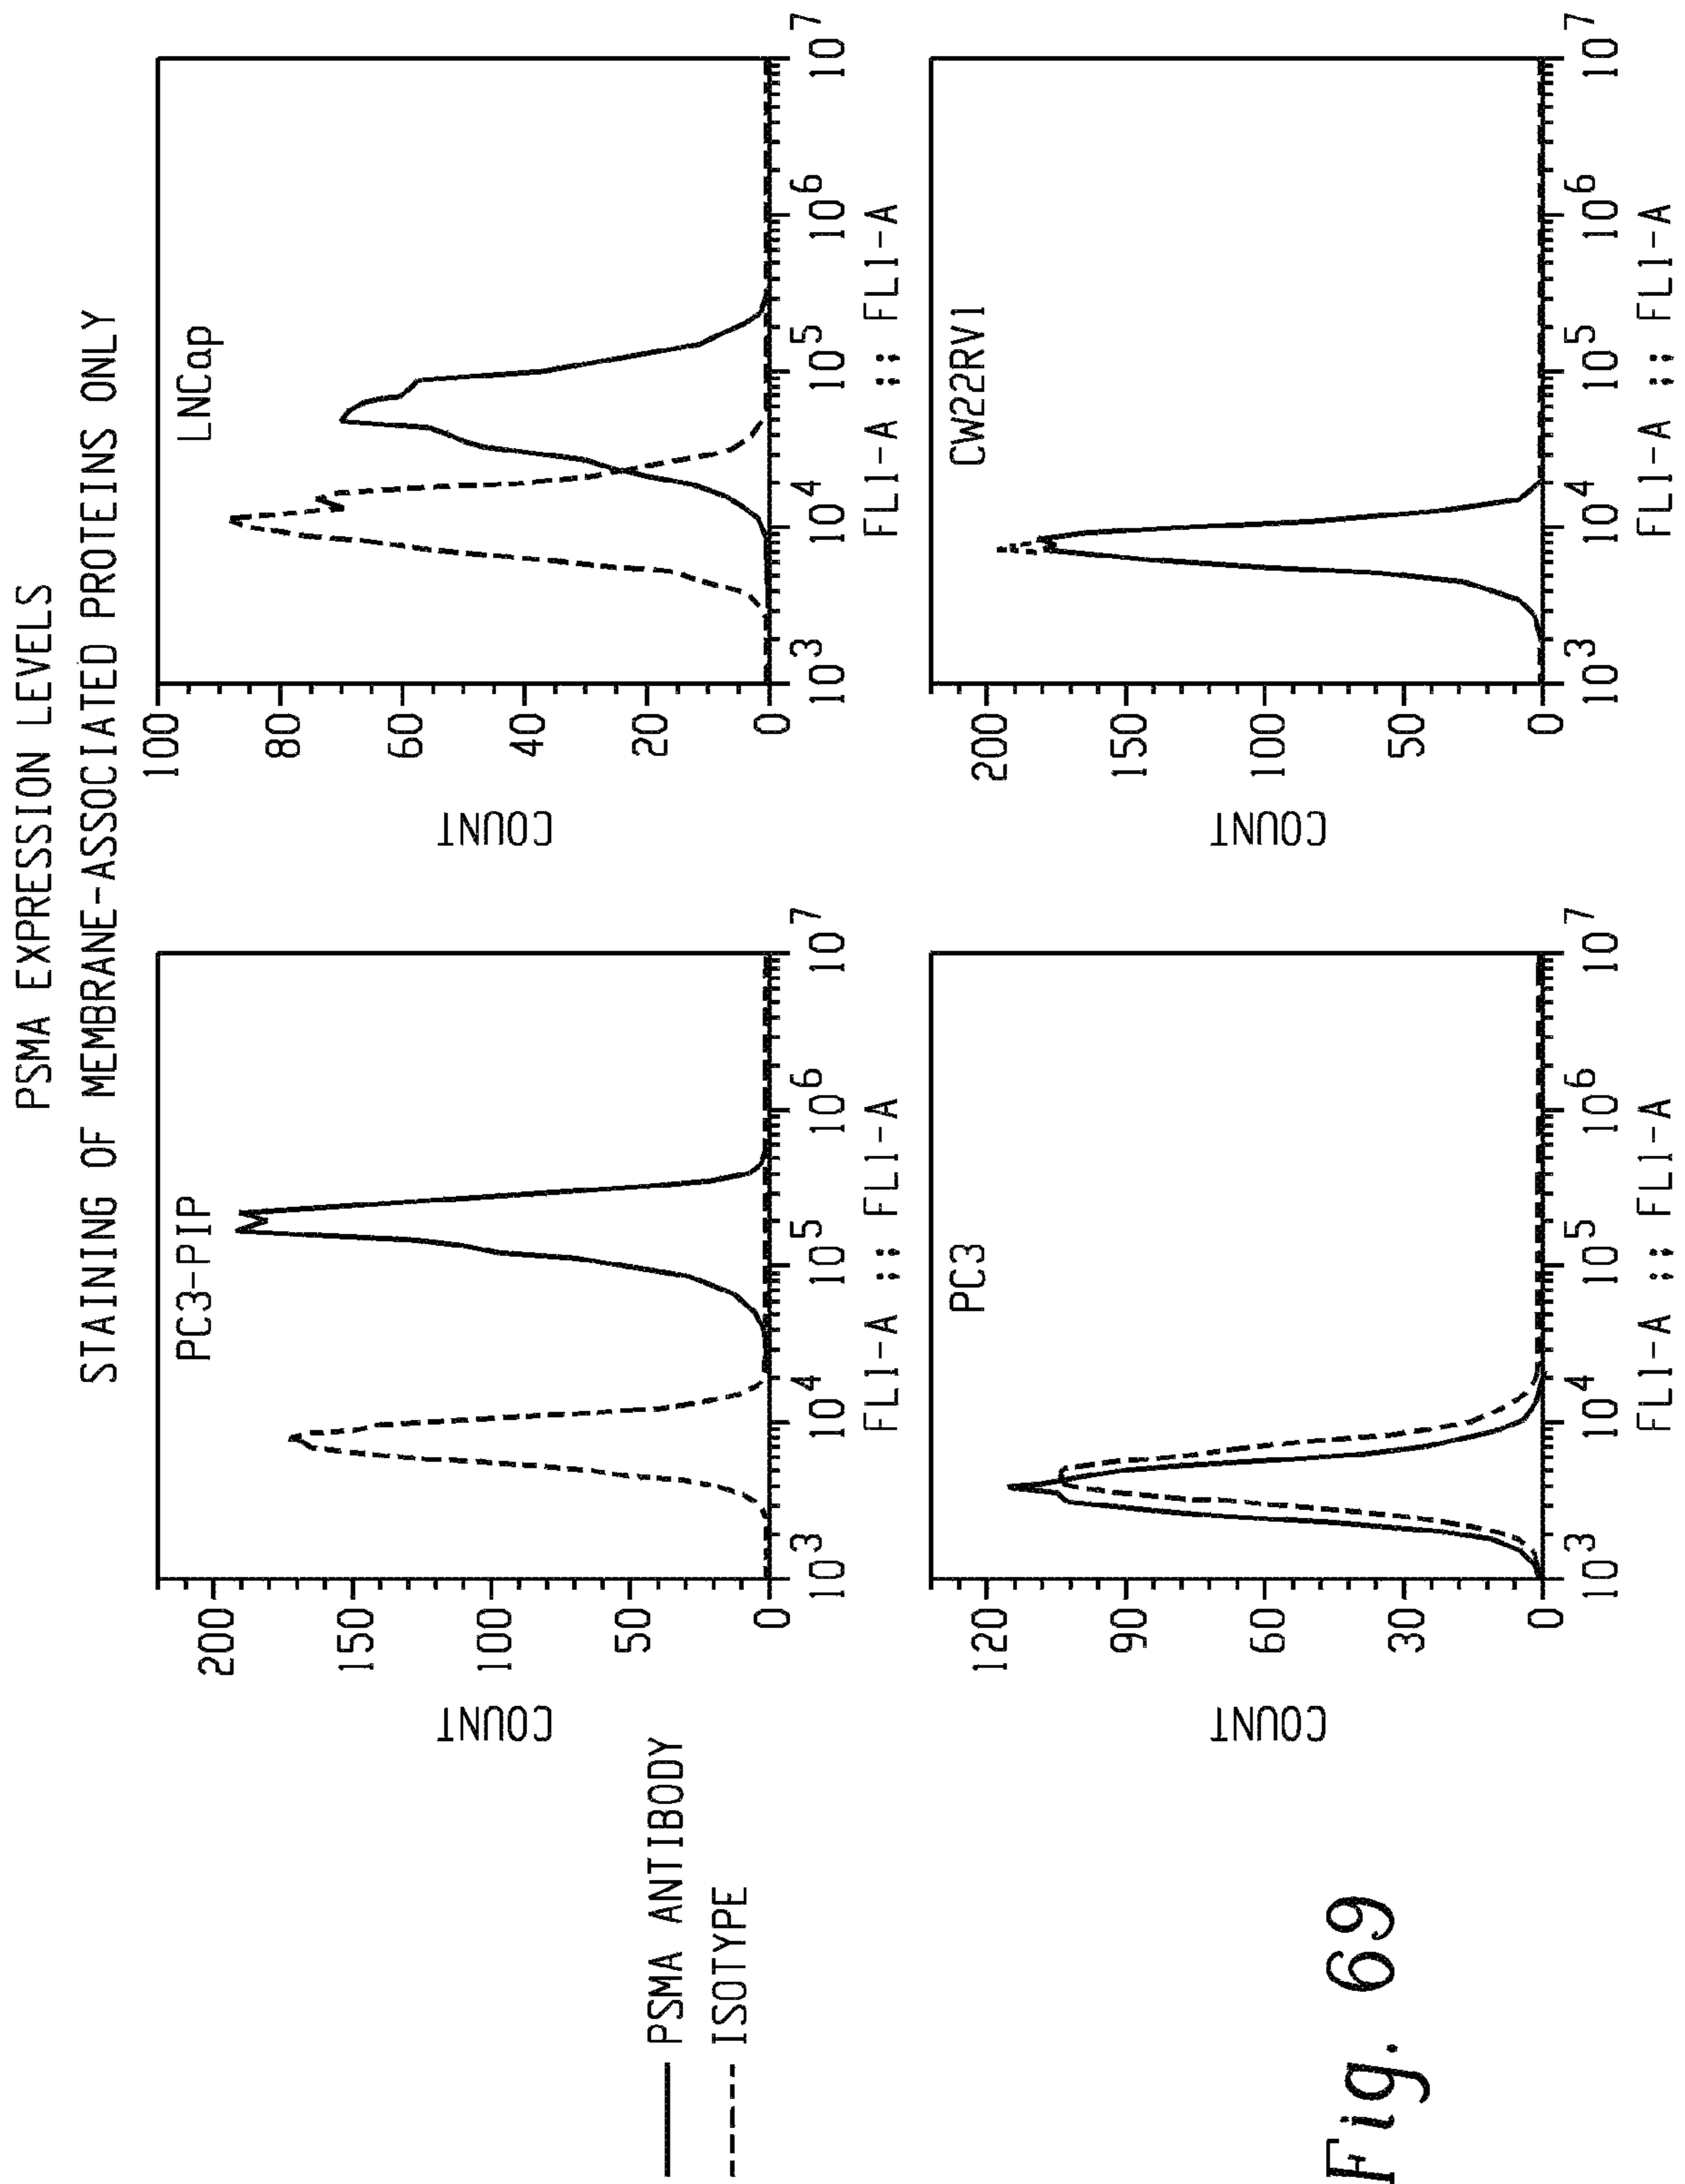 PSMA EXPRESSION LEVELS
STAINING OF MEMBRANE-ASSOCIATED PROTEINS ONLY
PSMA ANTIBODY
ISOTYPE
PC3-PIP
COUNT
200
150
100
50
0
10^3 10^4 10^5 10^6 10^7
FL1-A :: FL1-A
LNCap
COUNT
100
80
60
40
20
0
10^3 10^4 10^5 10^6 10^7
FL1-A :: FL1-A
PC3
COUNT
120
90
60
30
0
10^3 10^4 10^5 10^6 10^7
FL1-A :: FL1-A
CW22RV1
COUNT
200
150
100
50
0
10^3 10^4 10^5 10^6 10^7
FL1-A :: FL1-A
Fig. 69